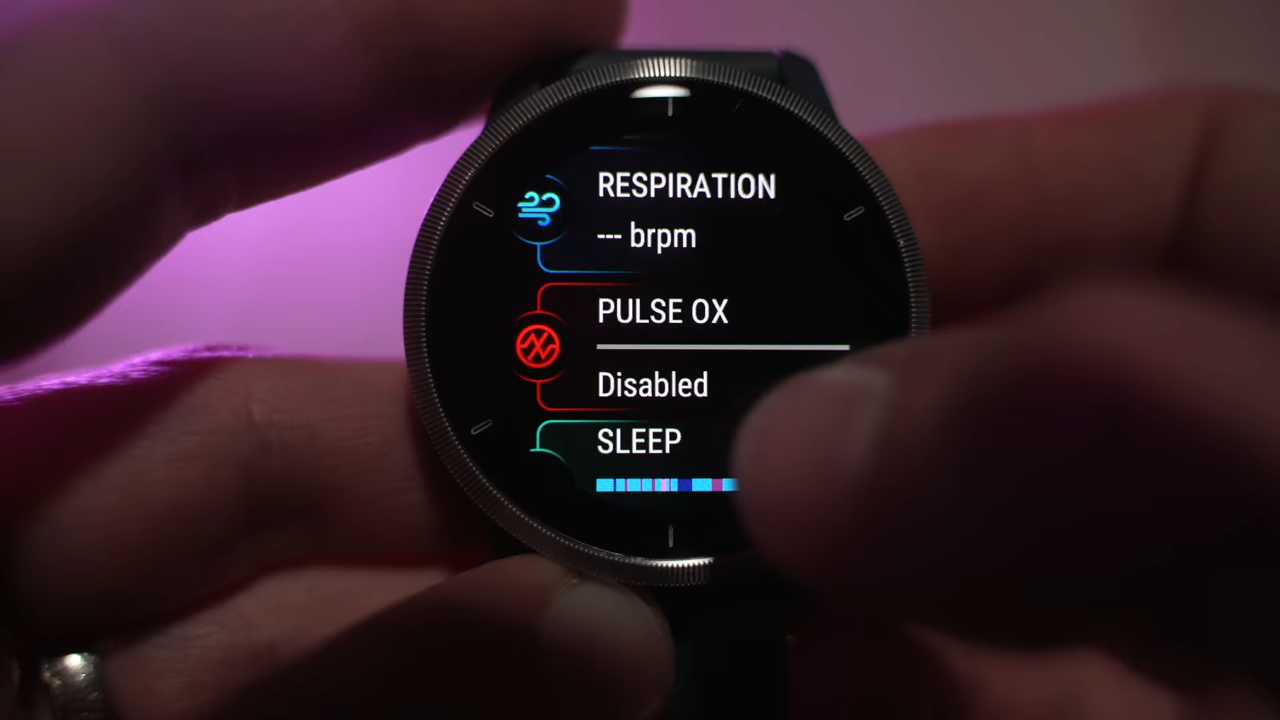 RESPIRATION
--- brpm
PULSE OX
Disabled
SLEEP